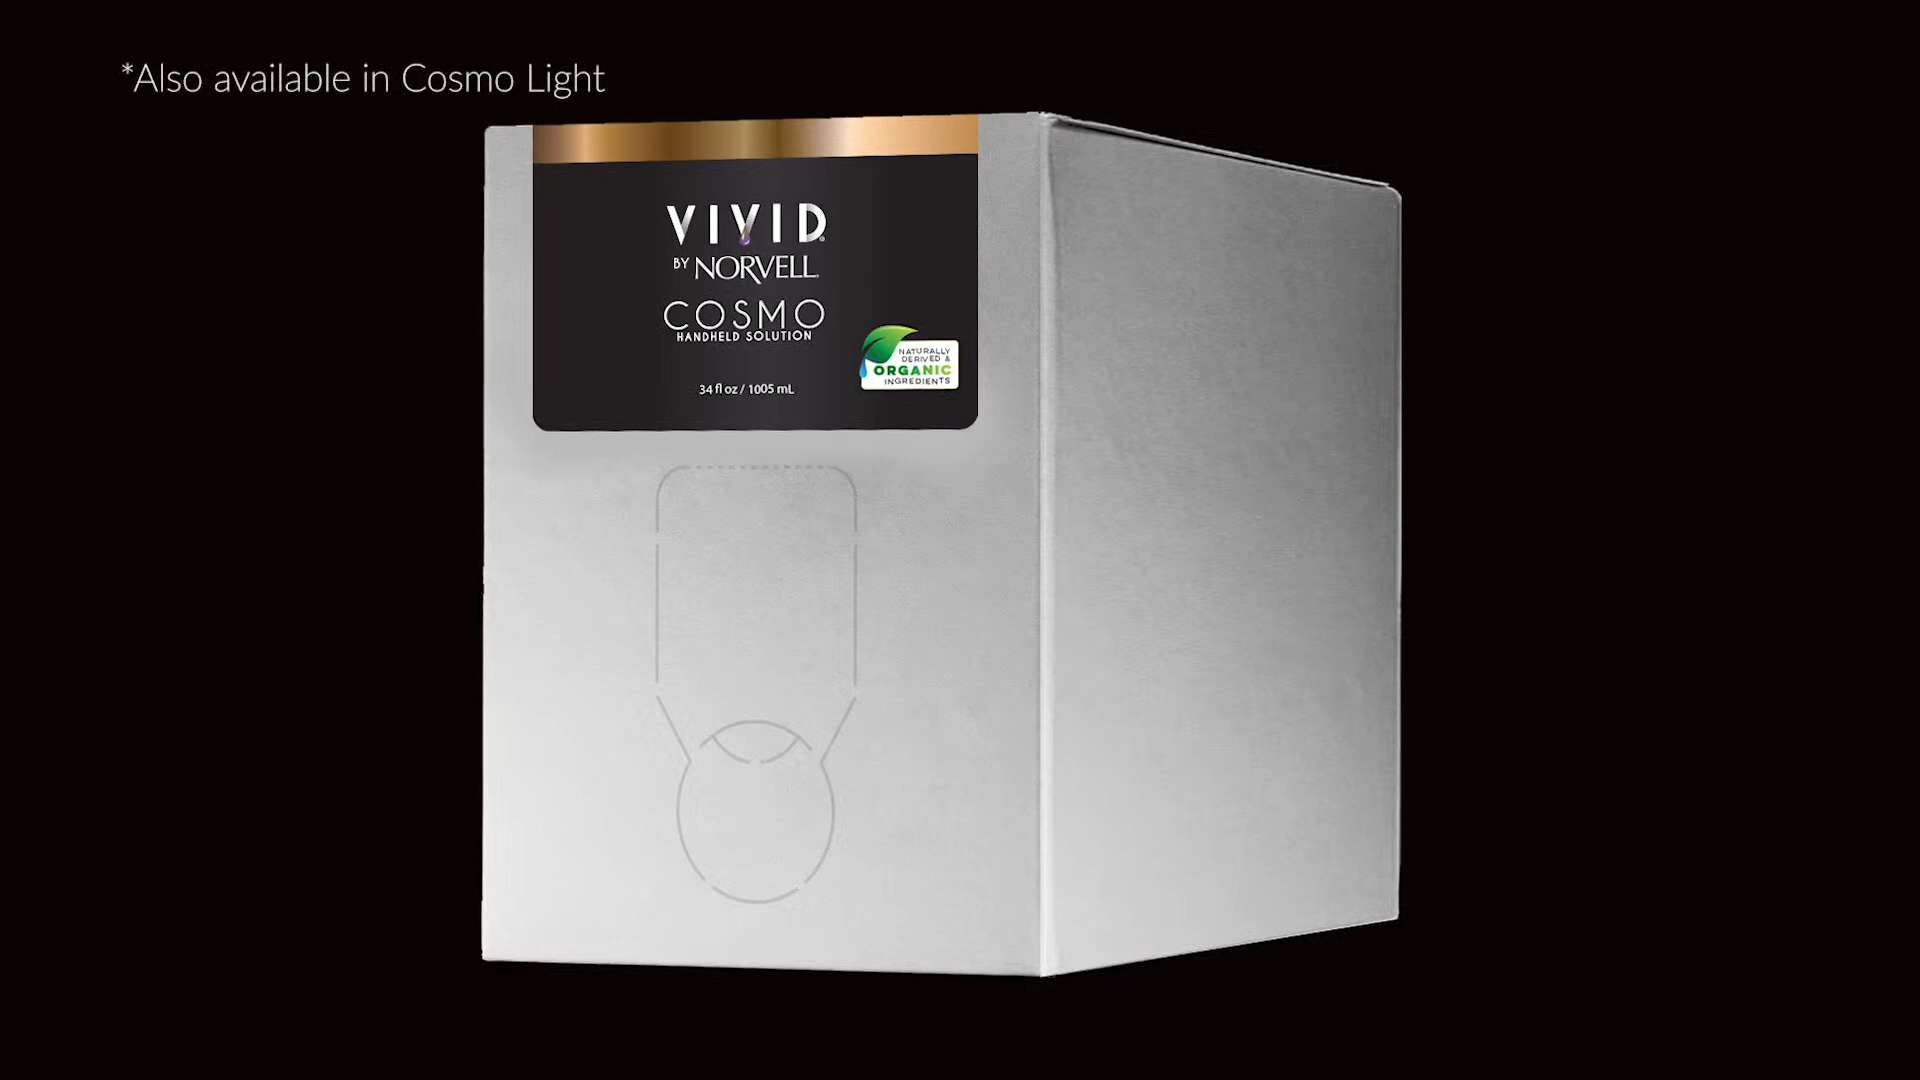 *Also available in Cosmo Light
VIVID®
BY NORVELL
COSMO
HANDHELD SOLUTION
NATURALLY
DERIVED &
ORGANIC
INGREDIENTS
34 fl oz / 1005 mL